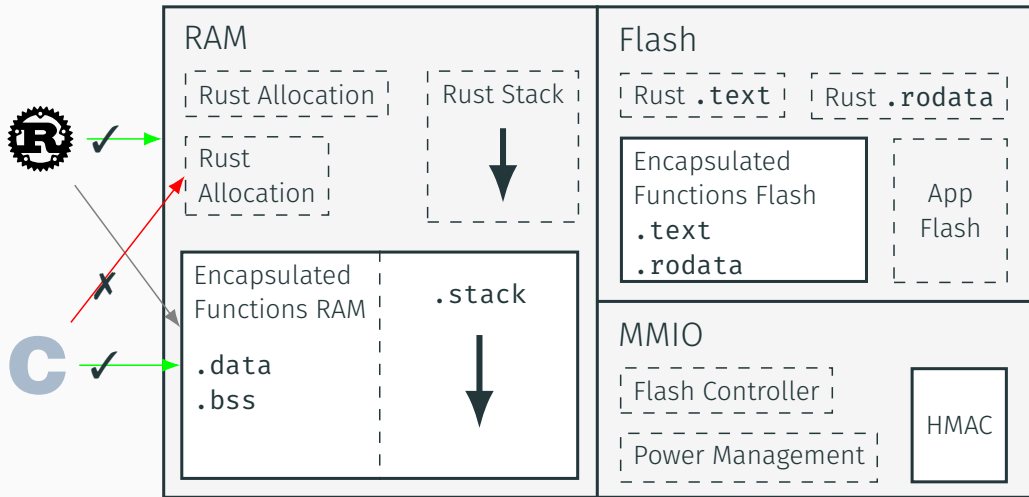 RAM
Rust Allocation
Rust Stack
Rust
Allocation
Encapsulated
Functions RAM
.data
.bss
.stack
Flash
Rust .text
Rust .rodata
Encapsulated
Functions Flash
.text
.rodata
App
Flash
MMIO
Flash Controller
Power Management
HMAC
R
✓
✗
C
✓